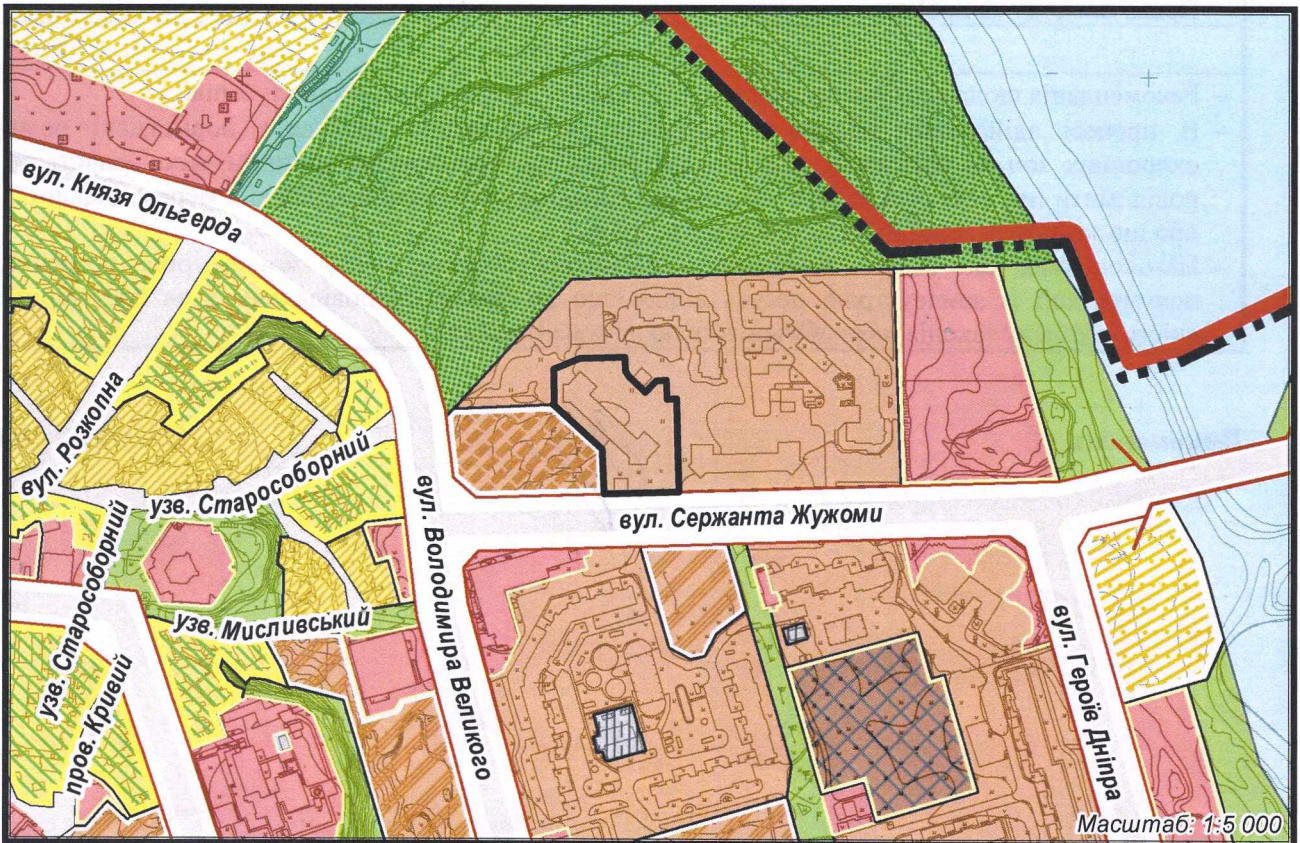 вул. Князя Ольгерда
вул. Розкопна
узв. Старособорний
узв. Старособорний
узв. Мисливський
пров. Кривий
вул. Володимира Великого
вул. Сержанта Жужоми
вул. Героїв Дніпра
Масштаб: 1:5 000